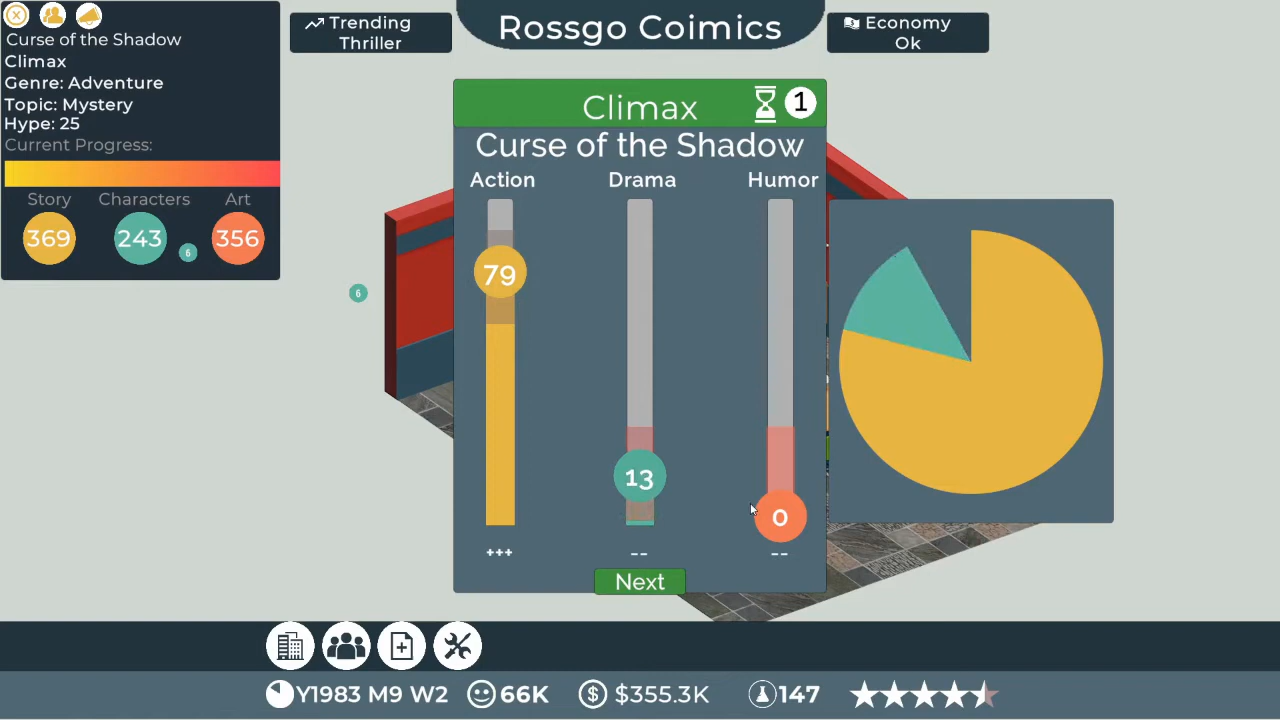 Curse of the Shadow
Climax
Genre: Adventure
Topic: Mystery
Hype: 25
Current Progress:
Story Characters Art
369 243 6 356
Trending
Thriller
Rossgo Coimics
Economy
Ok
6
Climax 1
Curse of the Shadow
Action Drama Humor
79 13 0
+++ -- --
Next
Y1983 M9 W2 66K $ $355.3K 147